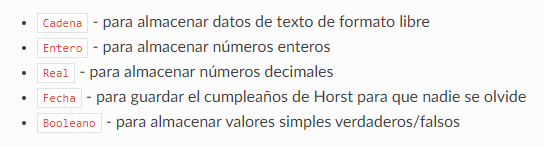 Cadena - para almacenar datos de texto de formato libre
Entero - para almacenar números enteros
Real - para almacenar números decimales
Fecha - para guardar el cumpleaños de Horst para que nadie se olvide
Booleano - para almacenar valores simples verdaderos/falsos